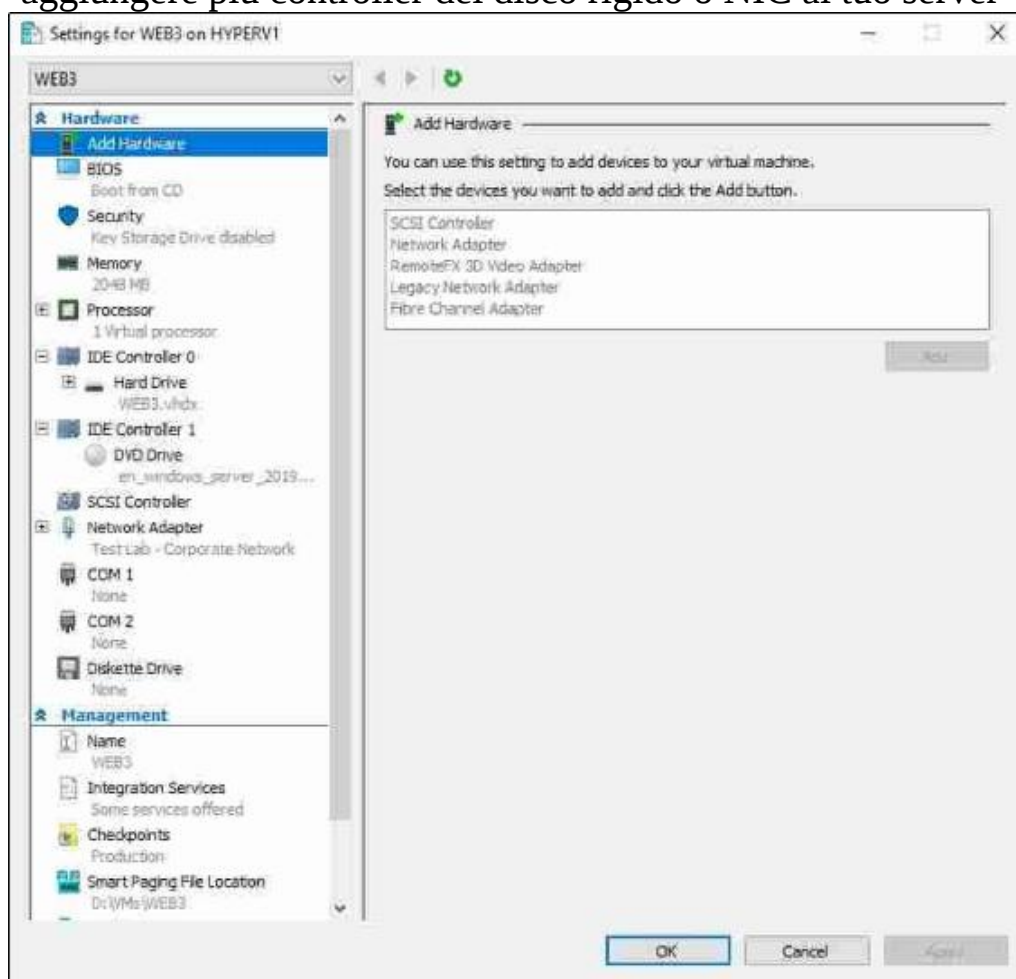 aggiungere più controller del disco rigido o NIC al tuo server
Settings for WEB3 on HYPERV1
WEB3
Hardware
Add Hardware
BIOS
Boot from CD
Security
Key Storage Drive disabled
Memory
2048 MB
Processor
1 Virtual processor
IDE Controller 0
Hard Drive
WEB3.vhdx
IDE Controller 1
DVD Drive
en_windows_server_2019...
SCSI Controller
Network Adapter
Test Lab - Corporate Network
COM 1
None
COM 2
None
Diskette Drive
None
Management
Name
WEB3
Integration Services
Some services offered
Checkpoints
Production
Smart Paging File Location
D:\VMs\WEB3
Add Hardware
You can use this setting to add devices to your virtual machine.
Select the devices you want to add and click the Add button.
SCSI Controller
Network Adapter
RemoteFX 3D Video Adapter
Legacy Network Adapter
Fibre Channel Adapter
Add
OK
Cancel
Apply